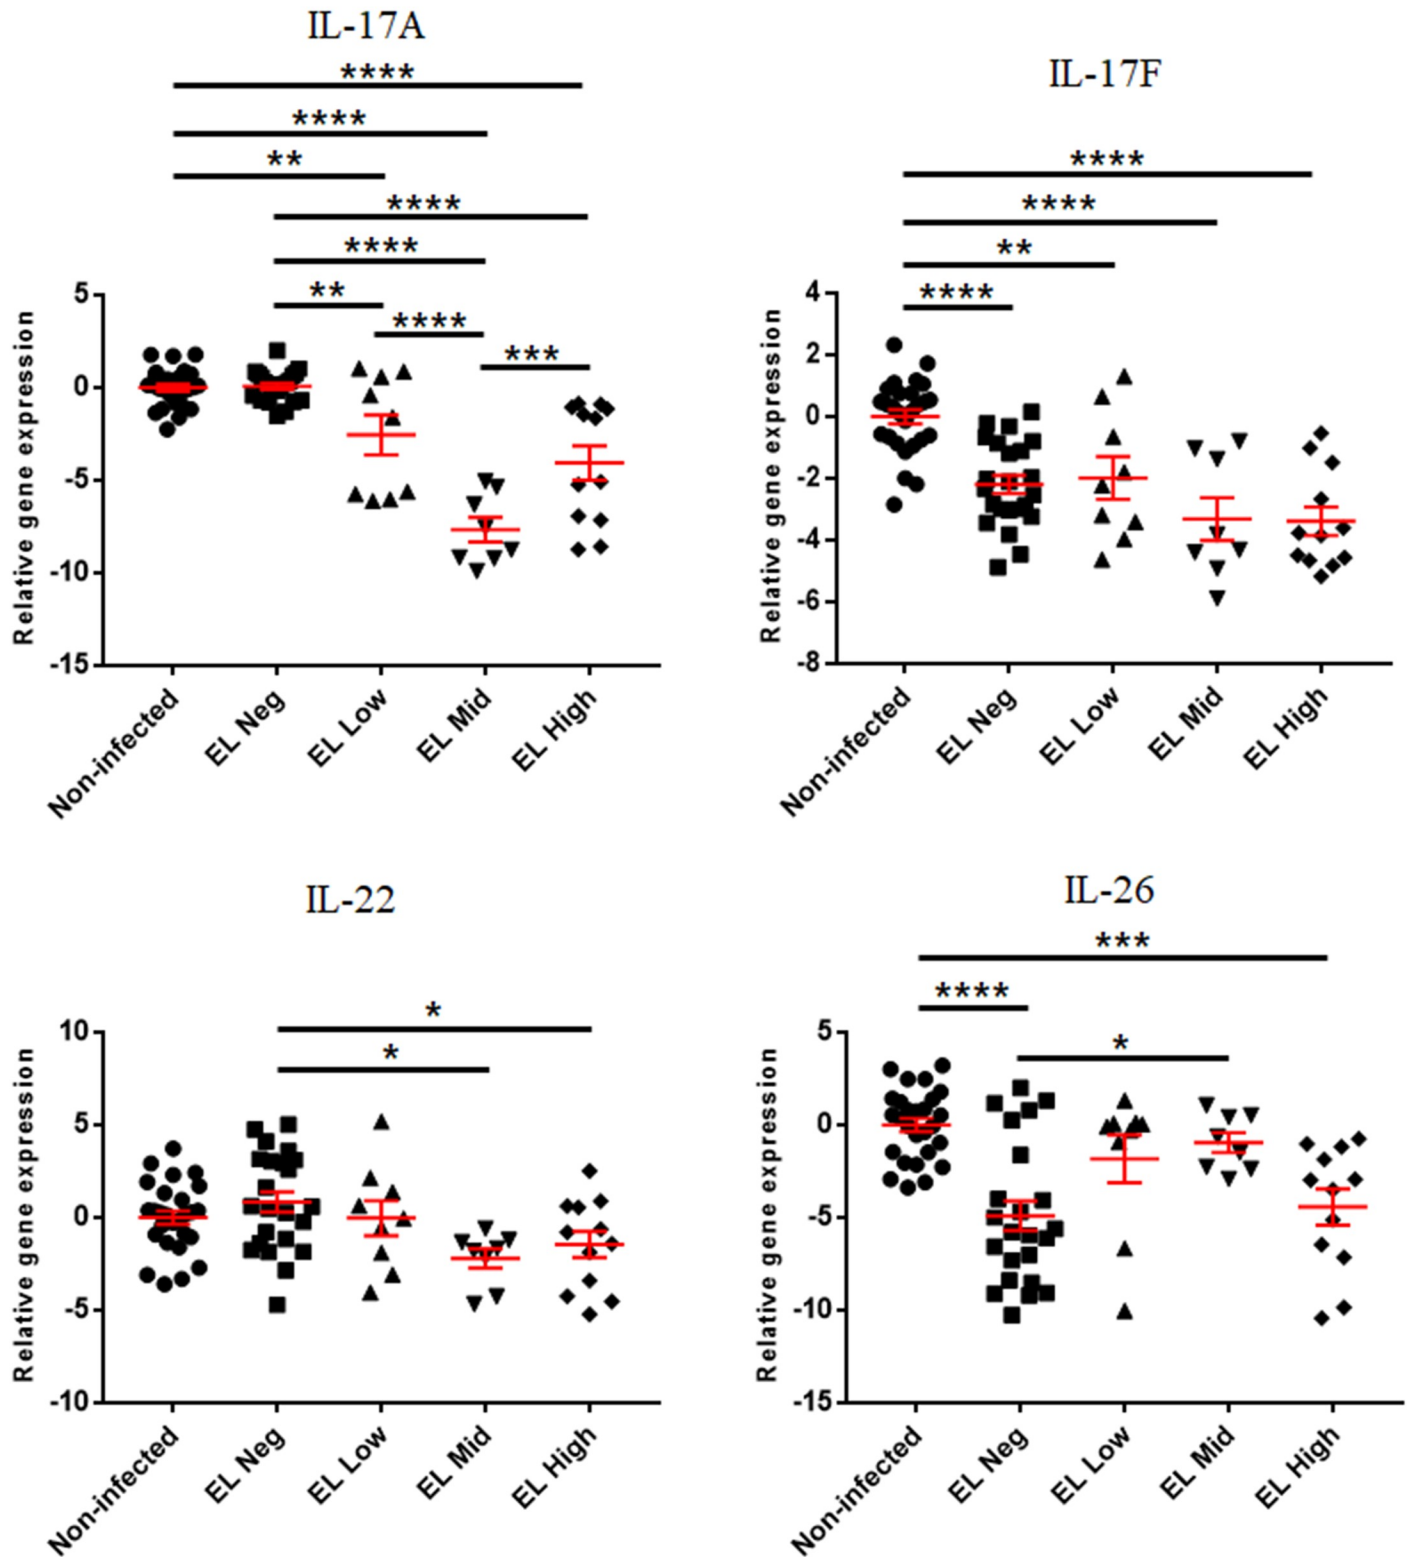 IL-17A
****
****
**
****
****
**
****
***
5
0
-5
-10
-15
Relative gene expression
Non-infected
EL Neg
EL Low
EL Mid
EL High
IL-17F
****
****
**
****
4
2
0
-2
-4
-6
-8
Relative gene expression
Non-infected
EL Neg
EL Low
EL Mid
EL High
IL-22
*
*
10
5
0
-5
-10
Relative gene expression
Non-infected
EL Neg
EL Low
EL Mid
EL High
IL-26
***
****
*
5
0
-5
-10
-15
Relative gene expression
Non-infected
EL Neg
EL Low
EL Mid
EL High